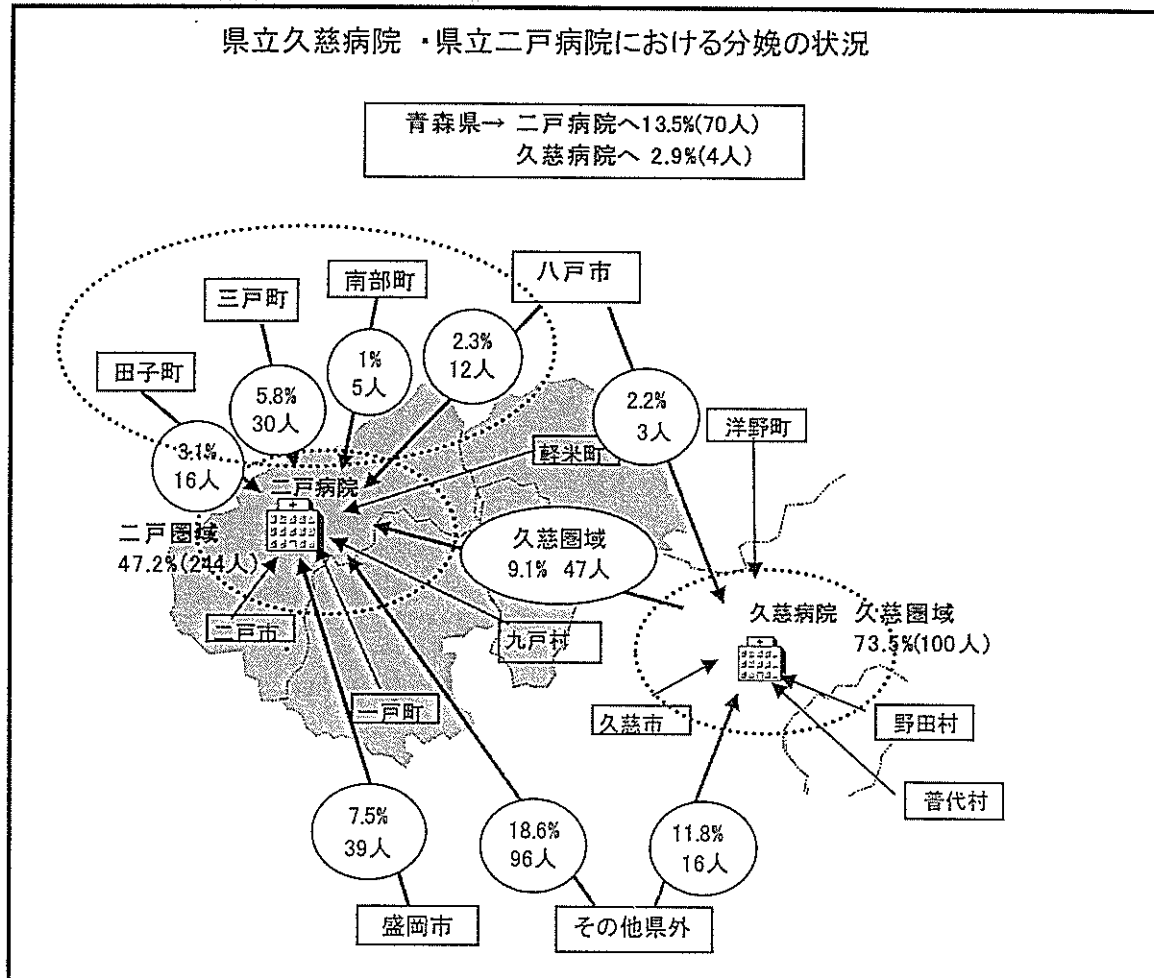 県立久慈病院 ・県立二戸病院における分娩の状況
青森県→ 二戸病院へ13.5%(70人)
久慈病院へ 2.9%(4人)
八戸市
南部町
三戸町
田子町
2.3%
12人
1%
5人
5.8%
30人
3.1%
16人
2.2%
3人
洋野町
軽米町
二戸病院
二戸圏域
47.2%(244人)
久慈圏域
9.1% 47人
久慈病院
久慈圏域
73.5%(100人)
二戸市
九戸村
一戸町
久慈市
野田村
普代村
7.5%
39人
18.6%
96人
11.8%
16人
盛岡市
その他県外